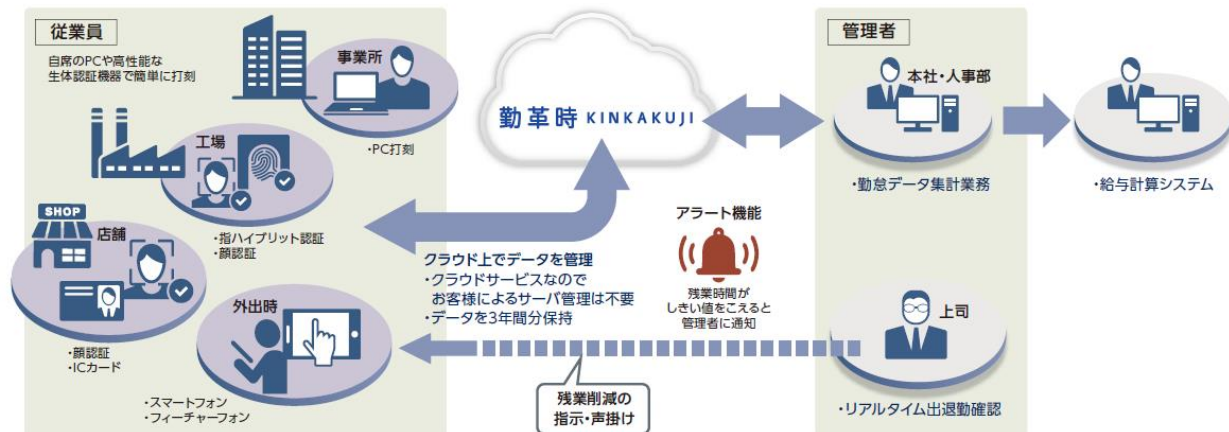 従業員
自席のPCや高性能な
生体認証機器で簡単に打刻
事業所
・PC打刻
工場
・指ハイブリット認証
・顔認証
SHOP
店舗
・顔認証
・ICカード
外出時
・スマートフォン
・フィーチャーフォン
勤革時 KINKAKUJI
クラウド上でデータを管理
・クラウドサービスなので
お客様によるサーバ管理は不要
・データを3年間分保持
アラート機能
残業時間が
しきい値をこえると
管理者に通知
残業削減の
指示・声掛け
管理者
本社・人事部
・勤怠データ集計業務
上司
・リアルタイム出退勤確認
・給与計算システム